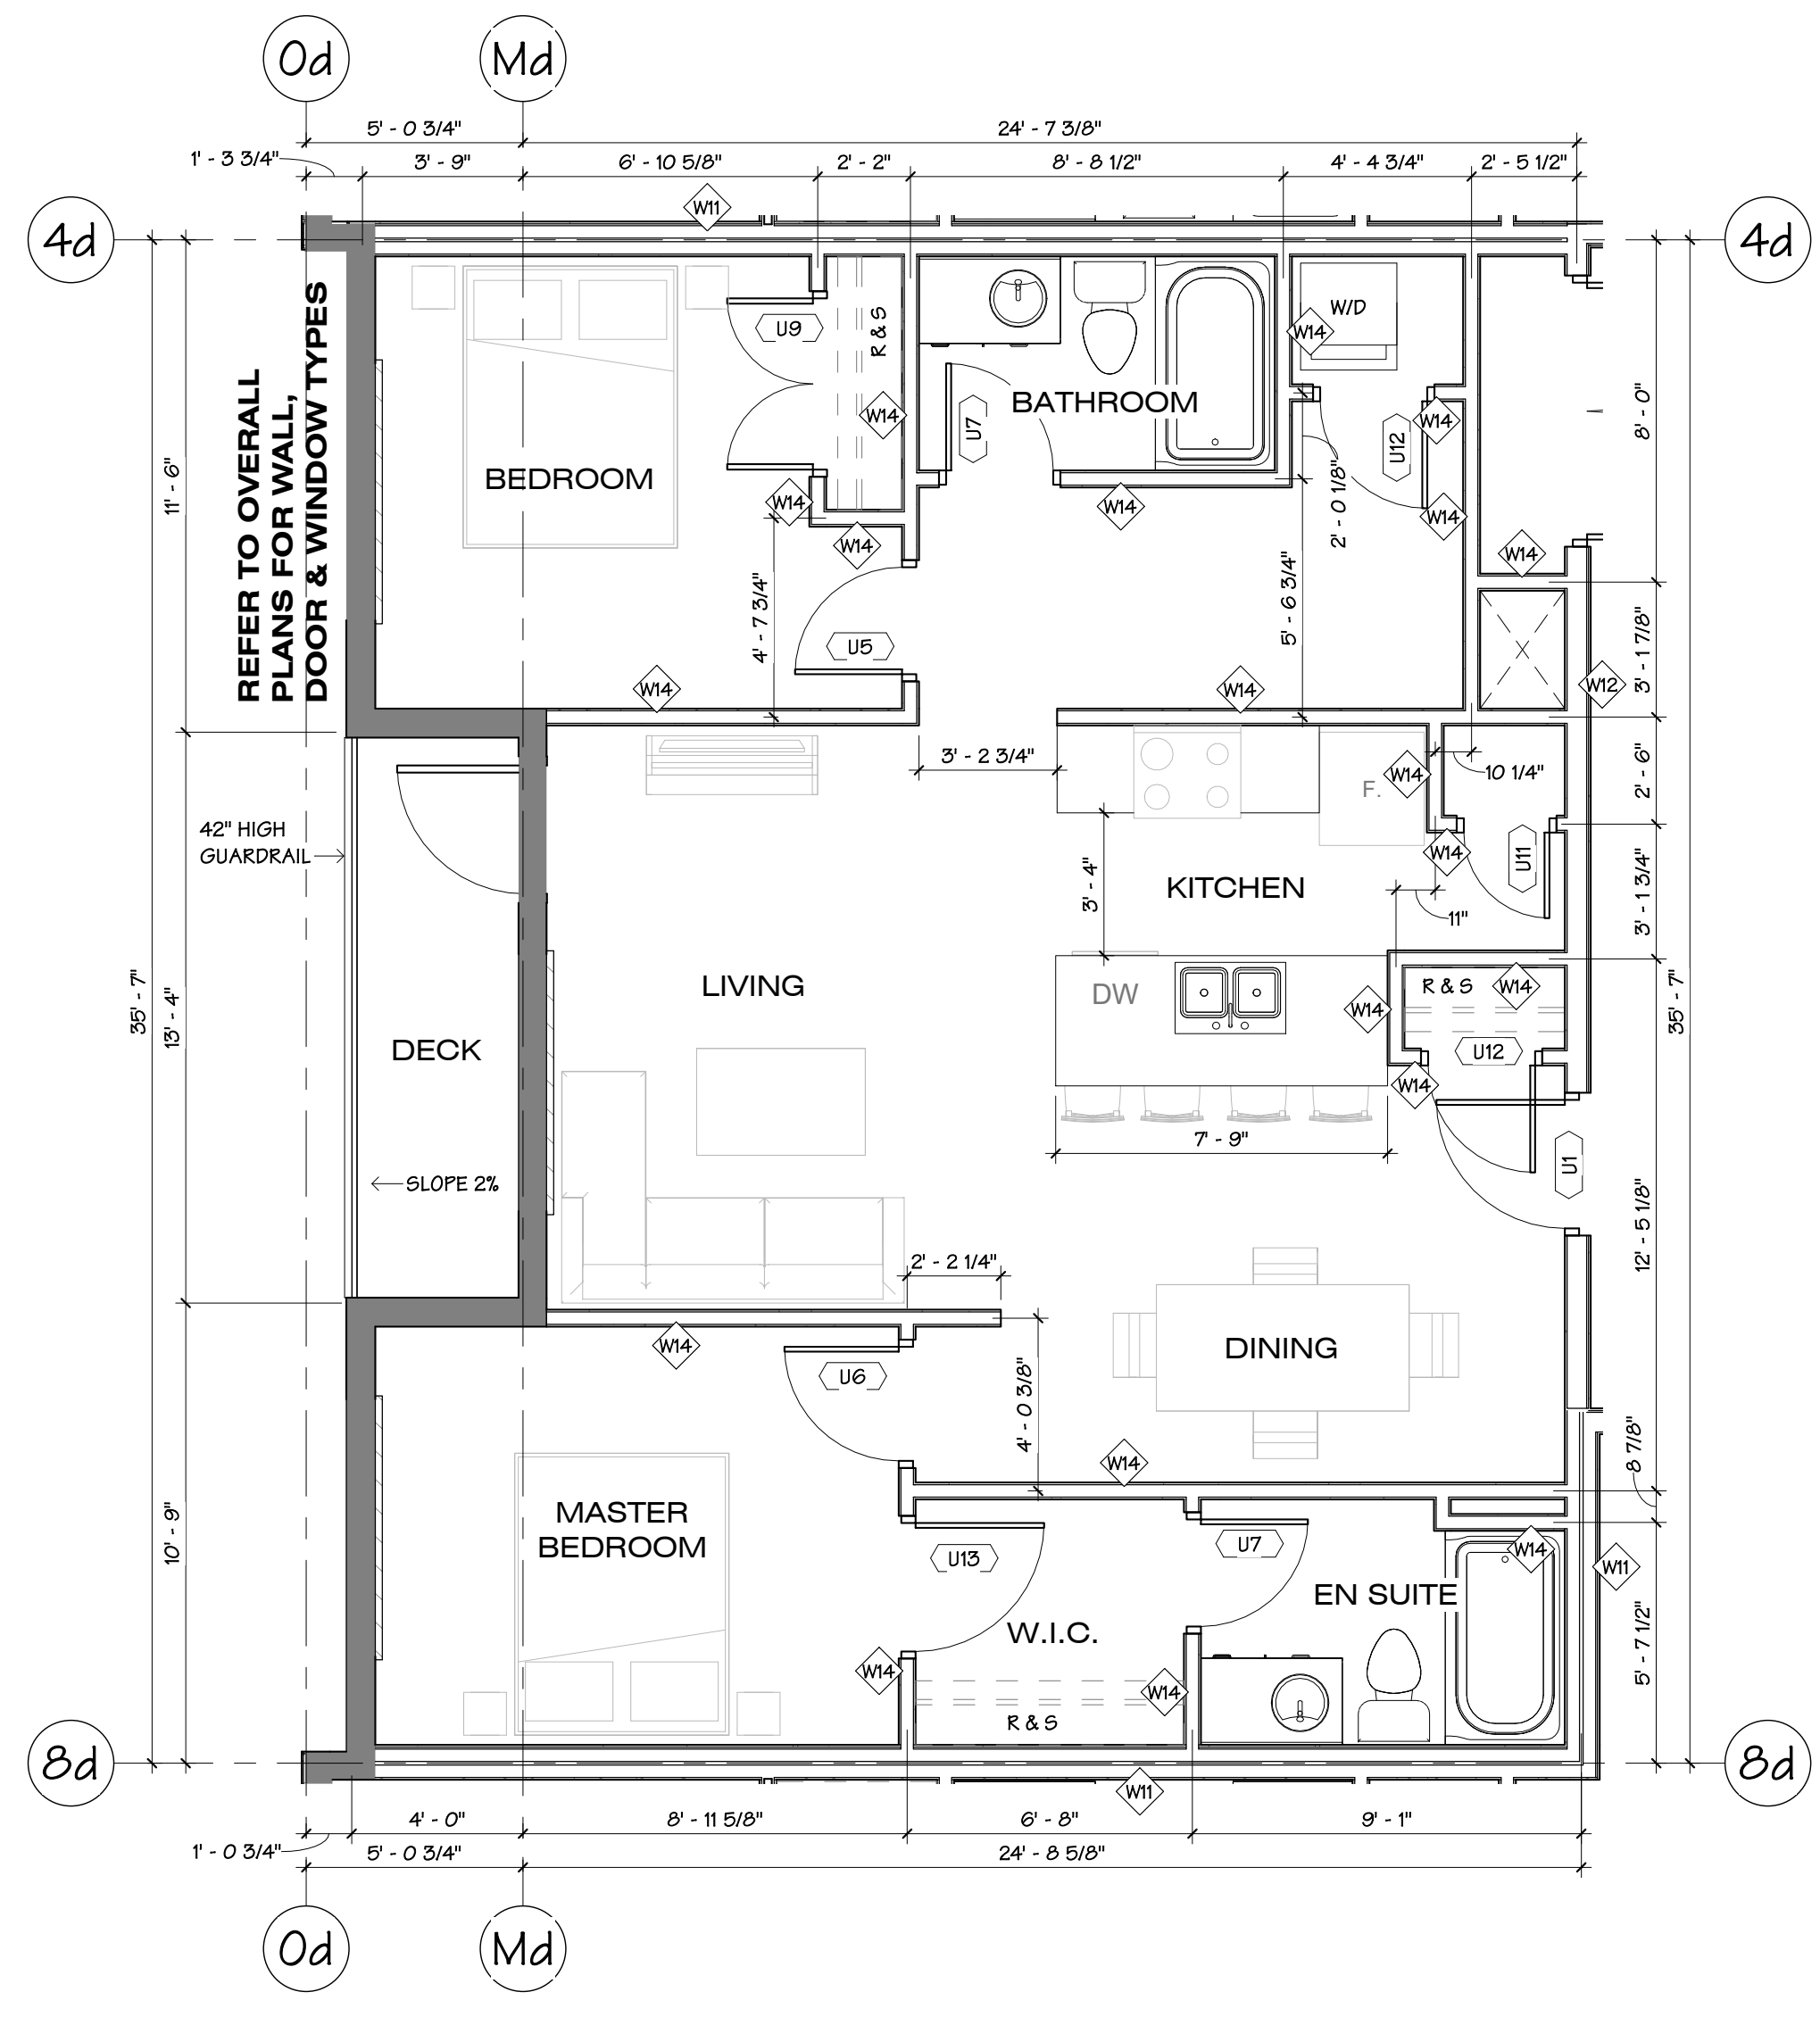 Od
Md
5' - 0 3/4"
24' - 7 3/8"
1' - 3 3/4"
3' - 9"
6' - 10 5/8"
2' - 2"
8' - 8 1/2"
4' - 4 3/4"
2' - 5 1/2"
W11
4d
4d
REFER TO OVERALL
PLANS FOR WALL,
DOOR & WINDOW TYPES
U9
R & S
W14
W/D
W14
BATHROOM
U7
U12
W14
8' - 0"
11' - 6"
BEDROOM
W14
W14
W14
2' - 0 1/8"
W14
W14
4' - 7 3/4"
U5
5' - 6 3/4"
3' - 1 7/8"
W12
W14
W14
3' - 2 3/4"
W14
F.
10 1/4"
2' - 6"
42" HIGH
GUARDRAIL
W14
U11
3' - 4"
KITCHEN
11"
3' - 1 3/4"
LIVING
DW
W14
R & S
W14
35' - 7"
13' - 4"
35' - 7"
DECK
U12
W14
7' - 9"
SLOPE 2%
U1
12' - 5 1/8"
2' - 2 1/4"
W14
U6
DINING
4' - 0 3/8"
W14
8 7/8"
10' - 9"
MASTER
BEDROOM
U13
U7
W14
W11
EN SUITE
W.I.C.
5' - 7 1/2"
W14
W14
R & S
8d
8d
W11
4' - 0"
8' - 11 5/8"
6' - 8"
9' - 1"
1' - 0 3/4"
5' - 0 3/4"
24' - 8 5/8"
Od
Md